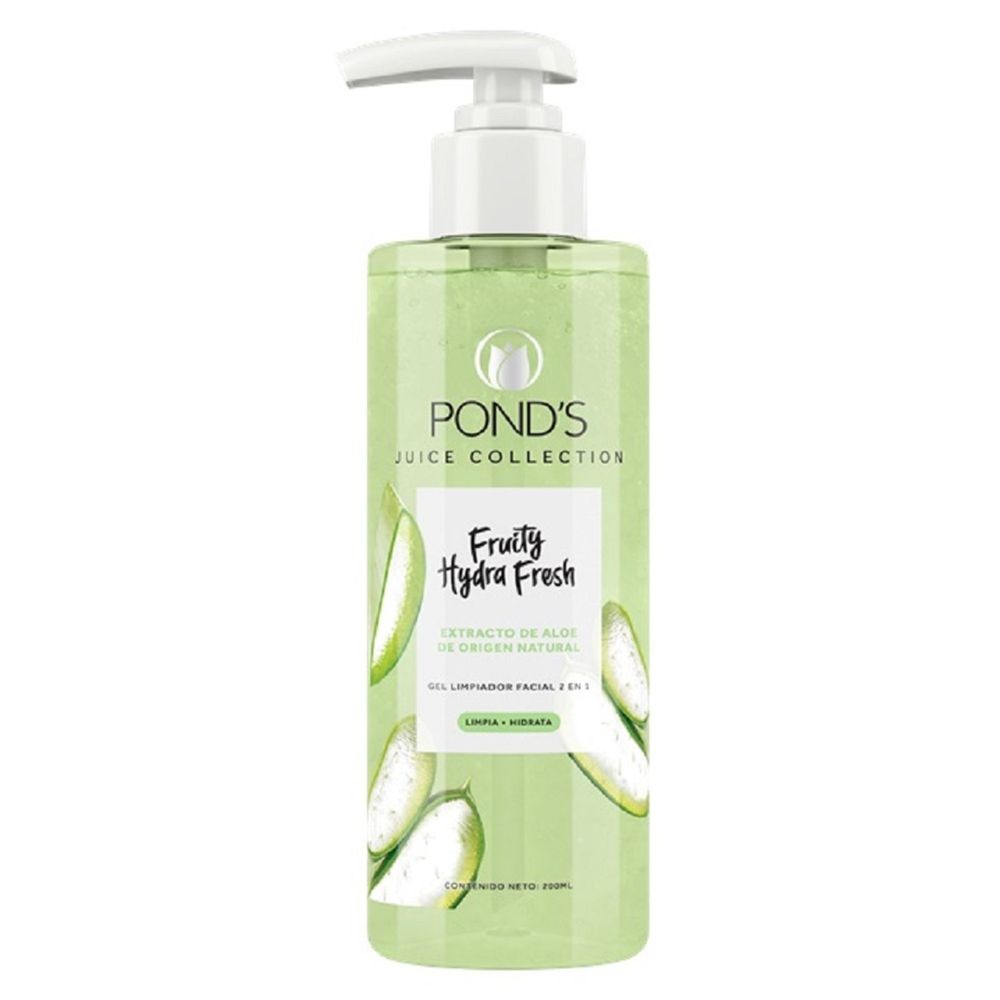 POND'S
JUICE COLLECTION
Fruity
Hydra Fresh
EXTRACTO DE ALOE
DE ORIGEN NATURAL
GEL LIMPIADOR FACIAL 2 EN 1
LIMPIA • HIDRATA
CONTENIDO NETO: 200ML